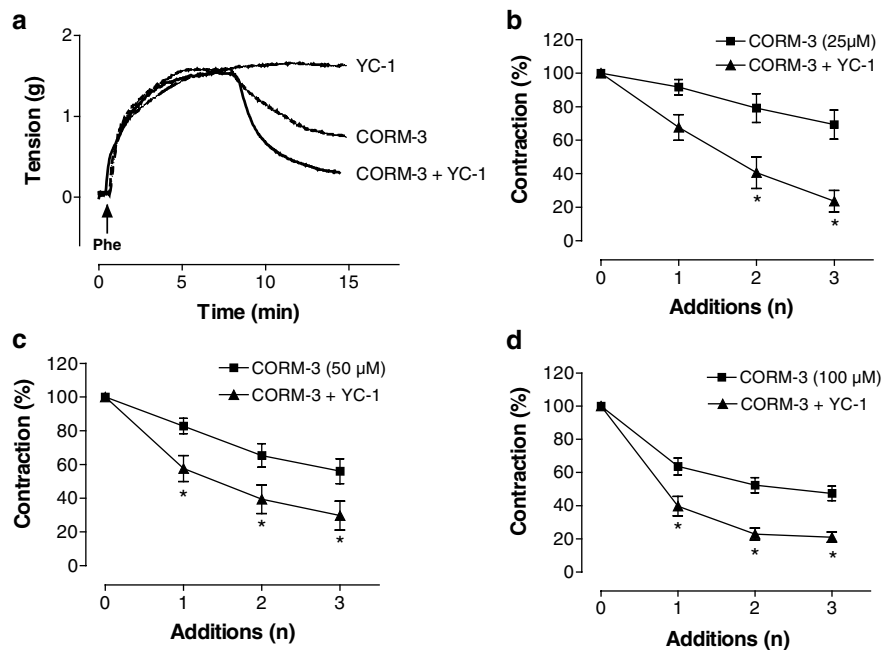 a
2
1
0
Tension (g)
YC-1
CORM-3
CORM-3 + YC-1
Phe
0 5 10 15
Time (min)
b
120
100
80
60
40
20
0
Contraction (%)
CORM-3 (25µM)
CORM-3 + YC-1
*
*
0 1 2 3
Additions (n)
c
120
100
80
60
40
20
0
Contraction (%)
CORM-3 (50 µM)
CORM-3 + YC-1
*
*
*
0 1 2 3
Additions (n)
d
120
100
80
60
40
20
0
Contraction (%)
CORM-3 (100 µM)
CORM-3 + YC-1
*
*
*
0 1 2 3
Additions (n)